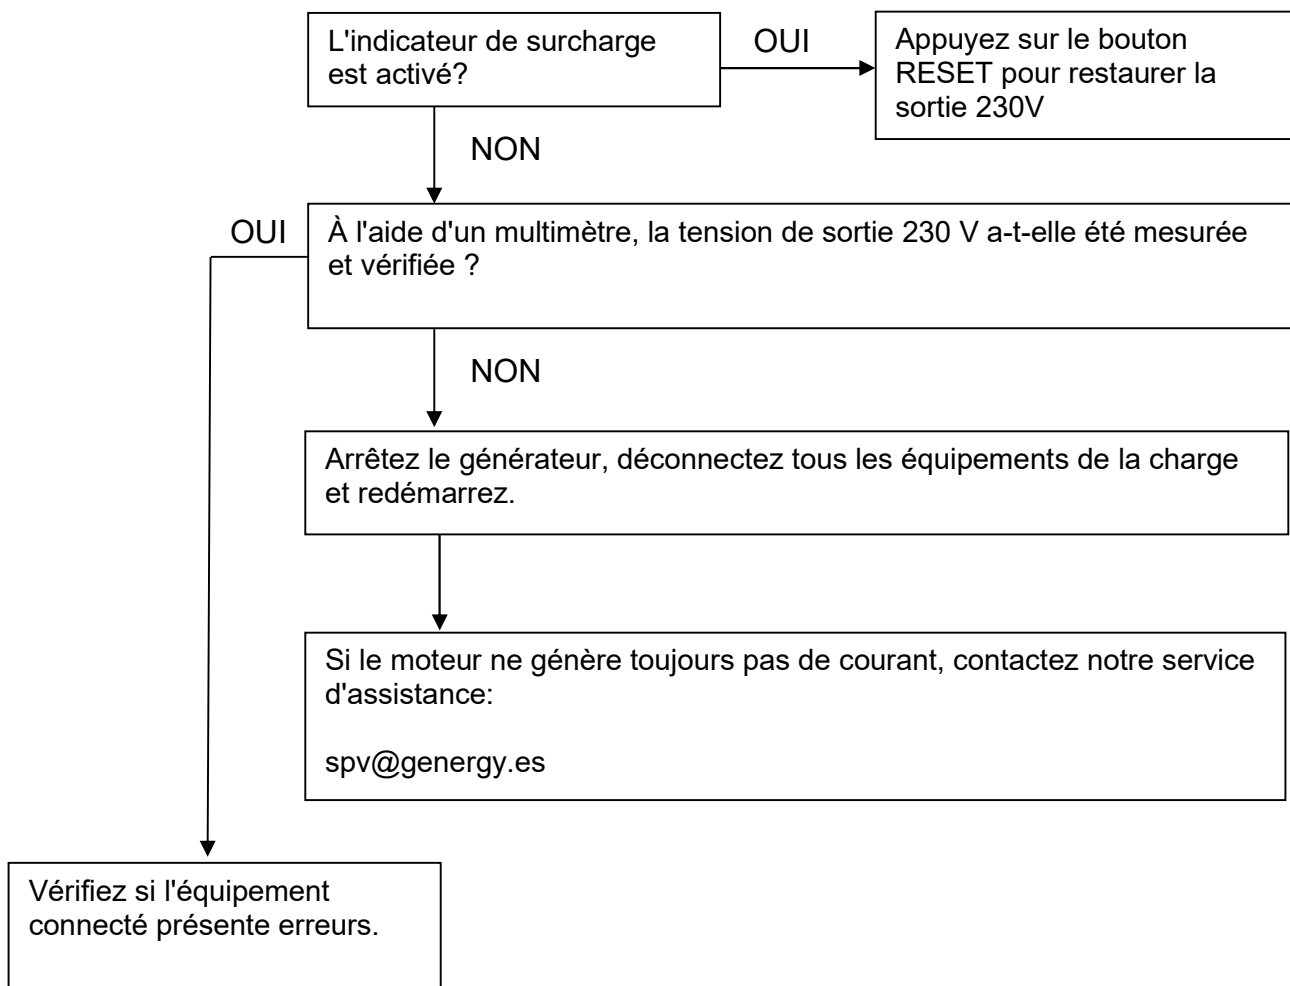 L'indicateur de surcharge
est activé?
OUI
Appuyez sur le bouton
RESET pour restaurer la
sortie 230V
NON
OUI
À l'aide d'un multimètre, la tension de sortie 230 V a-t-elle été mesurée
et vérifiée ?
NON
Arrêtez le générateur, déconnectez tous les équipements de la charge
et redémarrez.
Si le moteur ne génère toujours pas de courant, contactez notre service
d'assistance:
spv@genergy.es
Vérifiez si l'équipement
connecté présente erreurs.